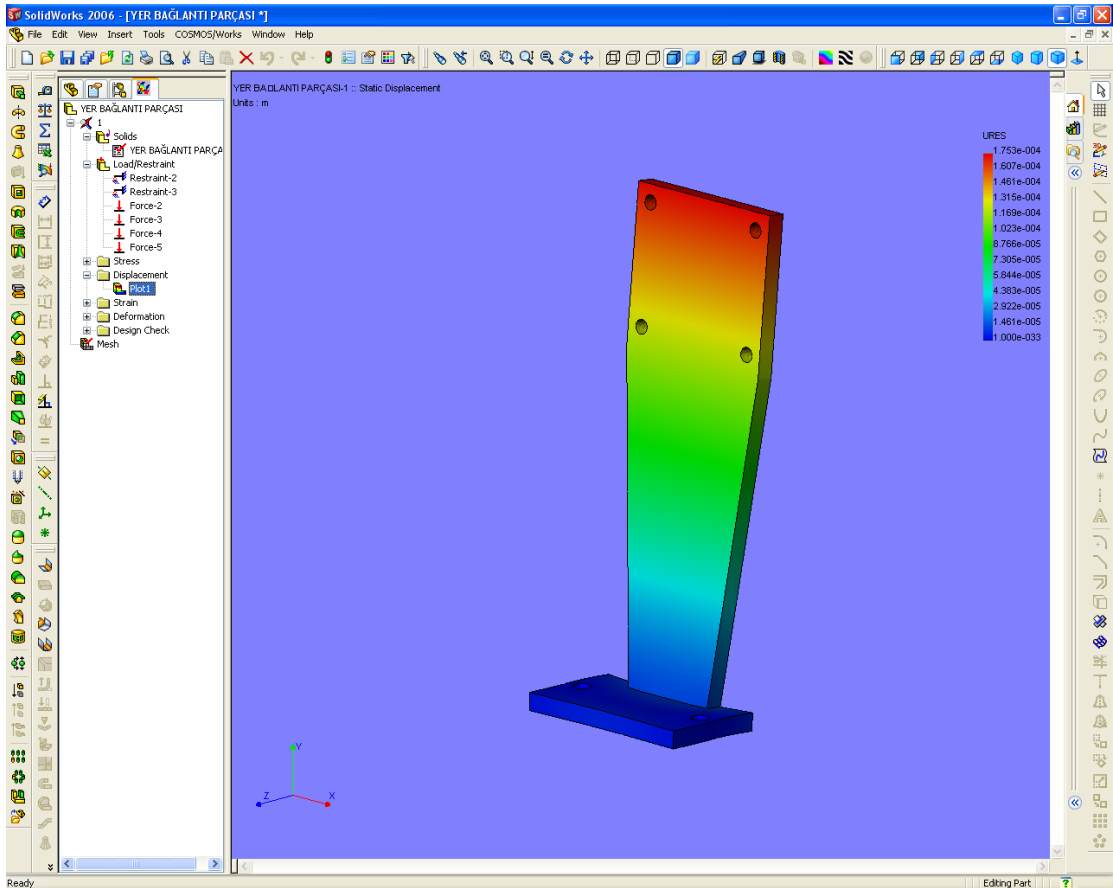 SolidWorks 2006 - [YER BAĞLANTI PARÇASI *]
File Edit View Insert Tools COSMOS/Works Window Help
YER BAĞLANTI PARÇASI
1
Solids
YER BAĞLANTI PARÇA
Load/Restraint
Restraint-2
Restraint-3
Force-2
Force-3
Force-4
Force-5
Stress
Displacement
Plot1
Strain
Deformation
Design Check
Mesh
YER BA□LANTI PARÇASI-1 :: Static Displacement
Units : m
URES
1.753e-004
1.607e-004
1.461e-004
1.315e-004
1.169e-004
1.023e-004
8.766e-005
7.305e-005
5.844e-005
4.383e-005
2.922e-005
1.461e-005
1.000e-033
Y
Z
X
Ready
Editing Part